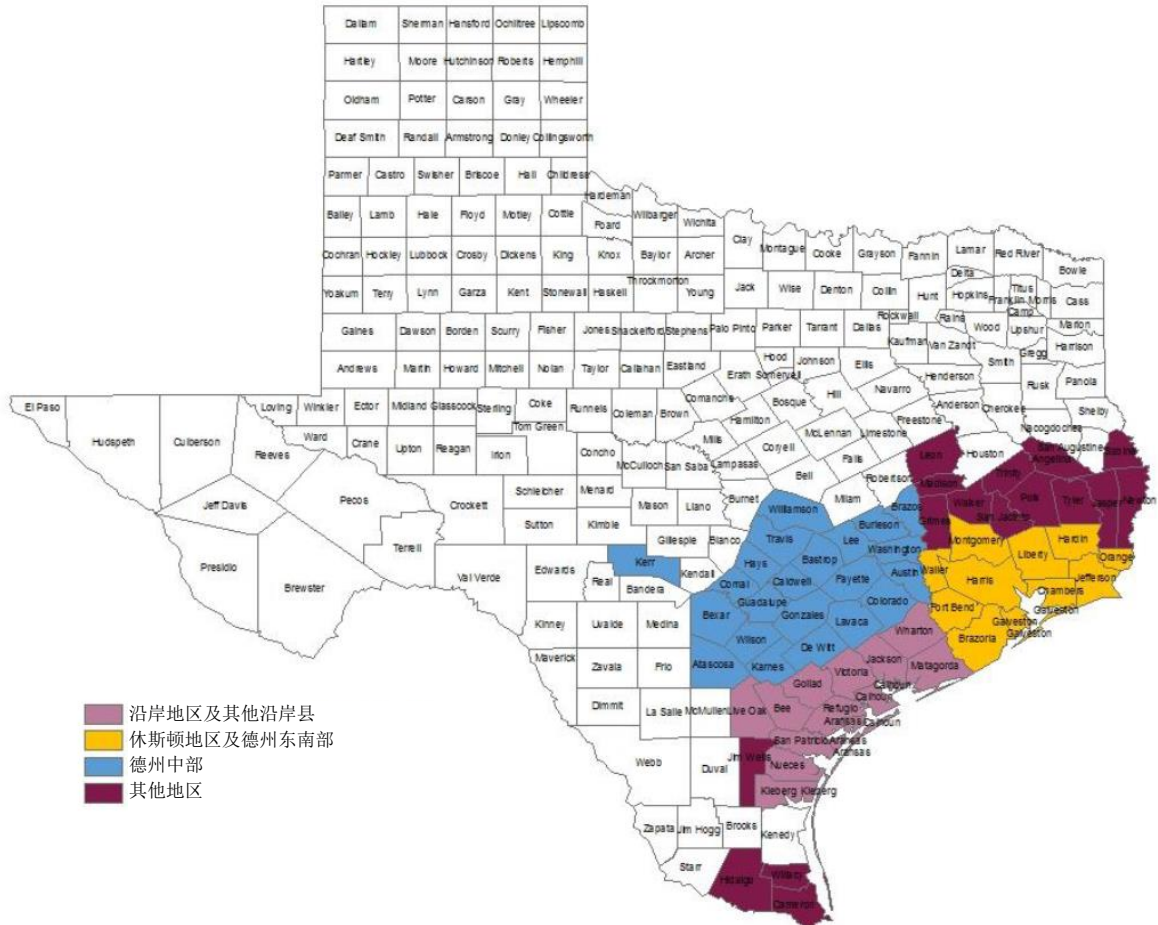 Dallam Sherman Hansford Ochiltree Lipscomb
Hartley Moore Hutchinson Roberts Hemphill
Oldham Potter Carson Gray Wheeler
Deaf Smith Randall Armstrong Donley Collingsworth
Parmer Castro Swisher Briscoe Hall Childress
Hardeman
Bailey Lamb Hale Floyd Motley Cottle Foard Wilbarger Wichita
Clay Montague Cooke Grayson Fannin Lamar Red River Bowie
Cochran Hockley Lubbock Crosby Dickens King Knox Baylor Archer
Delta Titus
Yoakum Terry Lynn Garza Kent Stonewall Haskell Throckmorton Young Jack Wise Denton Collin Hunt Hopkins Franklin Morris Cass
Rockwall Rains Camp
Gaines Dawson Borden Scurry Fisher Jones Shackelford Stephens Palo Pinto Parker Tarrant Dallas Kaufman Van Zandt Wood Upshur Marion
Gregg Harrison
Andrews Martin Howard Mitchell Nolan Taylor Callahan Eastland Erath Hood Somervell Johnson Ellis Henderson Smith Rusk Panola
El Paso Hudspeth Culberson Loving Winkler Ector Midland Glasscock Sterling Coke Runnels Coleman Brown Comanche Bosque Hill Navarro Anderson Cherokee Shelby
Reeves Ward Crane Upton Reagan Irion Tom Green Concho McCulloch San Saba Mills Hamilton Coryell McLennan Limestone Freestone Nacogdoches
Lampasas Bell Falls Robertson Leon Houston San Augustine Angelina Sabine
Jeff Davis Pecos Crockett Schleicher Menard Mason Llano Burnet Milam Madison Trinity
Sutton Kimble Williamson Brazos Grimes Walker San Jacinto Polk Tyler Jasper Newton
Presidio Brewster Terrell Val Verde Edwards Kerr Gillespie Blanco Travis Lee Burleson Washington Montgomery Liberty Hardin Orange
Real Bandera Kendall Hays Bastrop Austin Waller Harris Chambers Jefferson
Comal Caldwell Fayette Colorado Fort Bend Galveston
Kinney Uvalde Medina Bexar Guadalupe Gonzales Lavaca Wharton Brazoria Galveston Galveston
Maverick Zavala Frio Atascosa Wilson Karnes De Witt Jackson Matagorda
Dimmit La Salle McMullen Live Oak Bee Goliad Victoria Calhoun
Refugio Calhoun Calhoun
Aransas Aransas Aransas
Webb Duval Jim Wells San Patricio Nueces
Kleberg Kleberg
Zapata Jim Hogg Brooks Kenedy
Starr Hidalgo Willacy Cameron
沿岸地区及其他沿岸县
休斯顿地区及德州东南部
德州中部
其他地区